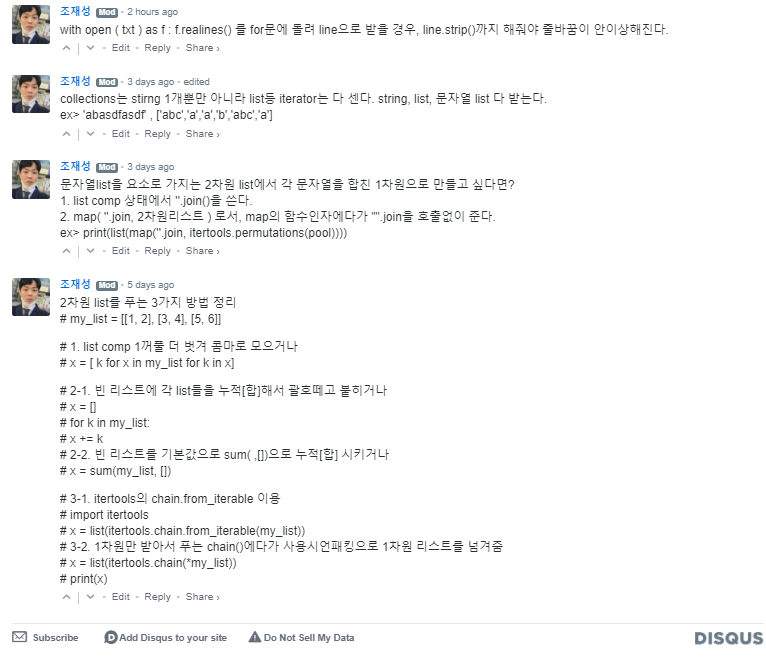 조재성 Mod - 2 hours ago
with open ( txt ) as f : f.realines() 를 for문에 돌려 line으로 받을 경우, line.strip()까지 해줘야 줄바꿈이 안이상해진다.
Edit - Reply - Share ›
조재성 Mod - 3 days ago - edited
collections는 stirng 1개뿐만 아니라 list등 iterator는 다 센다. string, list, 문자열 list 다 받는다.
ex> 'abasdfasdf' , ['abc','a','a','b','abc','a']
Edit - Reply - Share ›
조재성 Mod - 3 days ago
문자열list을 요소로 가지는 2차원 list에서 각 문자열을 합친 1차원으로 만들고 싶다면?
1. list comp 상태에서 ''.join()을 쓴다.
2. map( ''.join, 2차원리스트 ) 로서, map의 함수인자에다가 "".join을 호출없이 준다.
ex> print(list(map(''.join, itertools.permutations(pool))))
Edit - Reply - Share ›
조재성 Mod - 5 days ago
2차원 list를 푸는 3가지 방법 정리
# my_list = [[1, 2], [3, 4], [5, 6]]
# 1. list comp 1꺼풀 더 벗겨 콤마로 모으거나
# x = [ k for x in my_list for k in x]
# 2-1. 빈 리스트에 각 list들을 누적[합]해서 괄호떼고 붙히거나
# x = []
# for k in my_list:
# x += k
# 2-2. 빈 리스트를 기본값으로 sum( ,[])으로 누적[합] 시키거나
# x = sum(my_list, [])
# 3-1. itertools의 chain.from_iterable 이용
# import itertools
# x = list(itertools.chain.from_iterable(my_list))
# 3-2. 1차원만 받아서 푸는 chain()에다가 사용시언패킹으로 1차원 리스트를 넘겨줌
# x = list(itertools.chain(*my_list))
# print(x)
Edit - Reply - Share ›
Subscribe Add Disqus to your site Do Not Sell My Data DISQUS